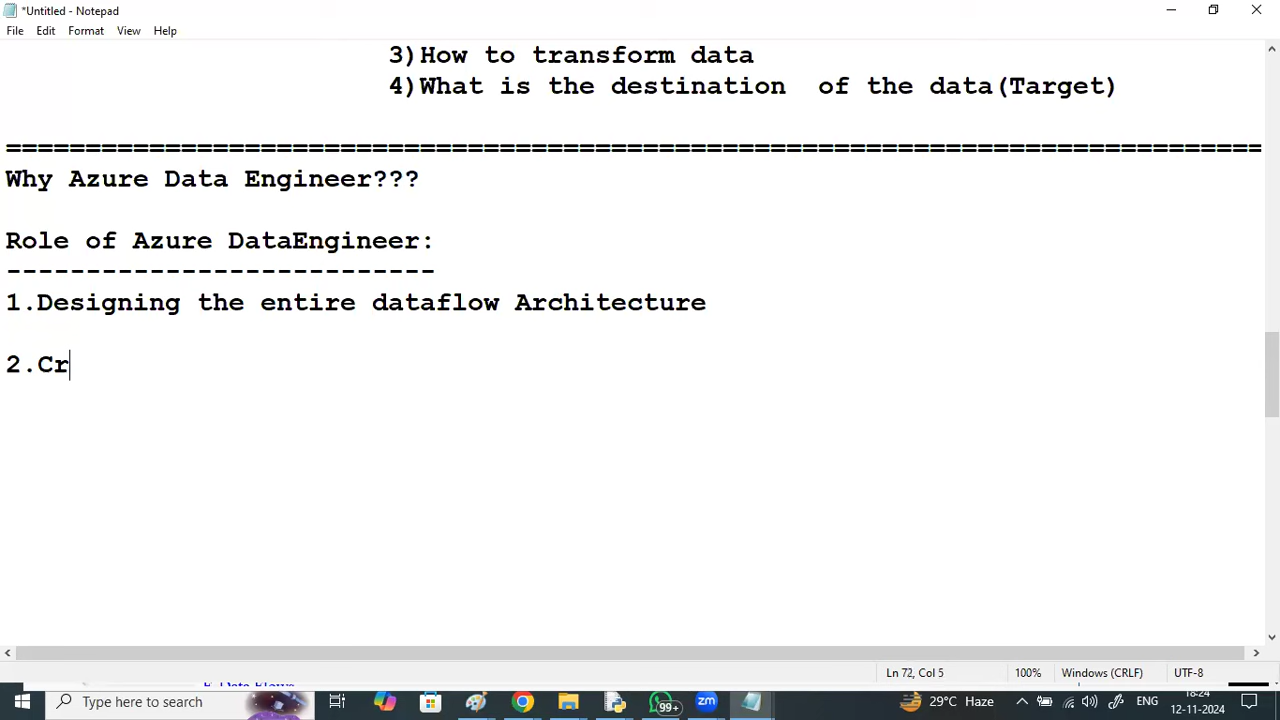 *Untitled - Notepad
File Edit Format View Help
3)How to transform data
4)What is the destination  of the data(Target)
===============================================================================
Why Azure Data Engineer???
Role of Azure DataEngineer:
---------------------------
1.Designing the entire dataflow Architecture
2.Cr
Ln 72, Col 5 100% Windows (CRLF) UTF-8
Type here to search
99+
zm
29°C Haze
ENG
18:24
12-11-2024